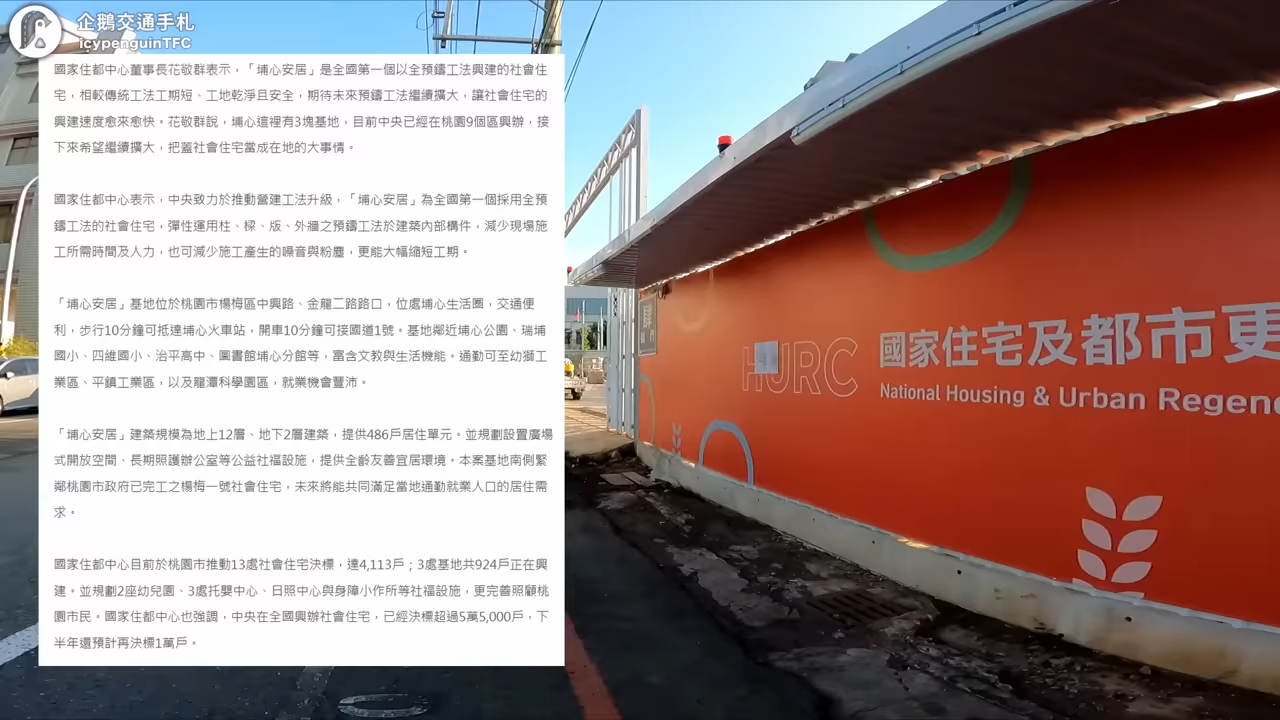 企鵝交通手札
icypenguinTFC
國家住都中心董事長花敬群表示，「埔心安居」是全國第一個以全預鑄工法興建的社會住
宅，相較傳統工法工期短、工地乾淨且安全，期待未來預鑄工法繼續擴大，讓社會住宅的
興建速度愈來愈快。花敬群說，埔心這裡有3塊基地，目前中央已經在桃園9個區興辦，接
下來希望繼續擴大，把蓋社會住宅當成在地的大事情。
國家住都中心表示，中央致力於推動營建工法升級，「埔心安居」為全國第一個採用全預
鑄工法的社會住宅，彈性運用柱、樑、版、外牆之預鑄工法於建築內部構件，減少現場施
工所需時間及人力，也可減少施工產生的噪音與粉塵，更能大幅縮短工期。
「埔心安居」基地位於桃園市楊梅區中興路、金龍二路路口，位處埔心生活圈，交通便
利，步行10分鐘可抵達埔心火車站，開車10分鐘可接國道1號。基地鄰近埔心公園、瑞埔
國小、四維國小、治平高中、圖書館埔心分館等，富含文教與生活機能。通勤可至幼獅工
業區、平鎮工業區，以及龍潭科學園區，就業機會豐沛。
「埔心安居」建築規模為地上12層、地下2層建築，提供486戶居住單元。並規劃設置廣場
式開放空間、長期照護辦公室等公益社福設施，提供全齡友善宜居環境。本案基地南側緊
鄰桃園市政府已完工之楊梅一號社會住宅，未來將能共同滿足當地通勤就業人口的居住需
求。
國家住都中心目前於桃園市推動13處社會住宅決標，達4,113戶；3處基地共924戶正在興
建。並規劃2座幼兒園、3處托嬰中心、日照中心與身障小作所等社福設施，更完善照顧桃
園市民。國家住都中心也強調，中央在全國興辦社會住宅，已經決標超過5萬5,000戶，下
半年還預計再決標1萬戶。
HURC
國家住宅及都市更
National Housing & Urban Regene